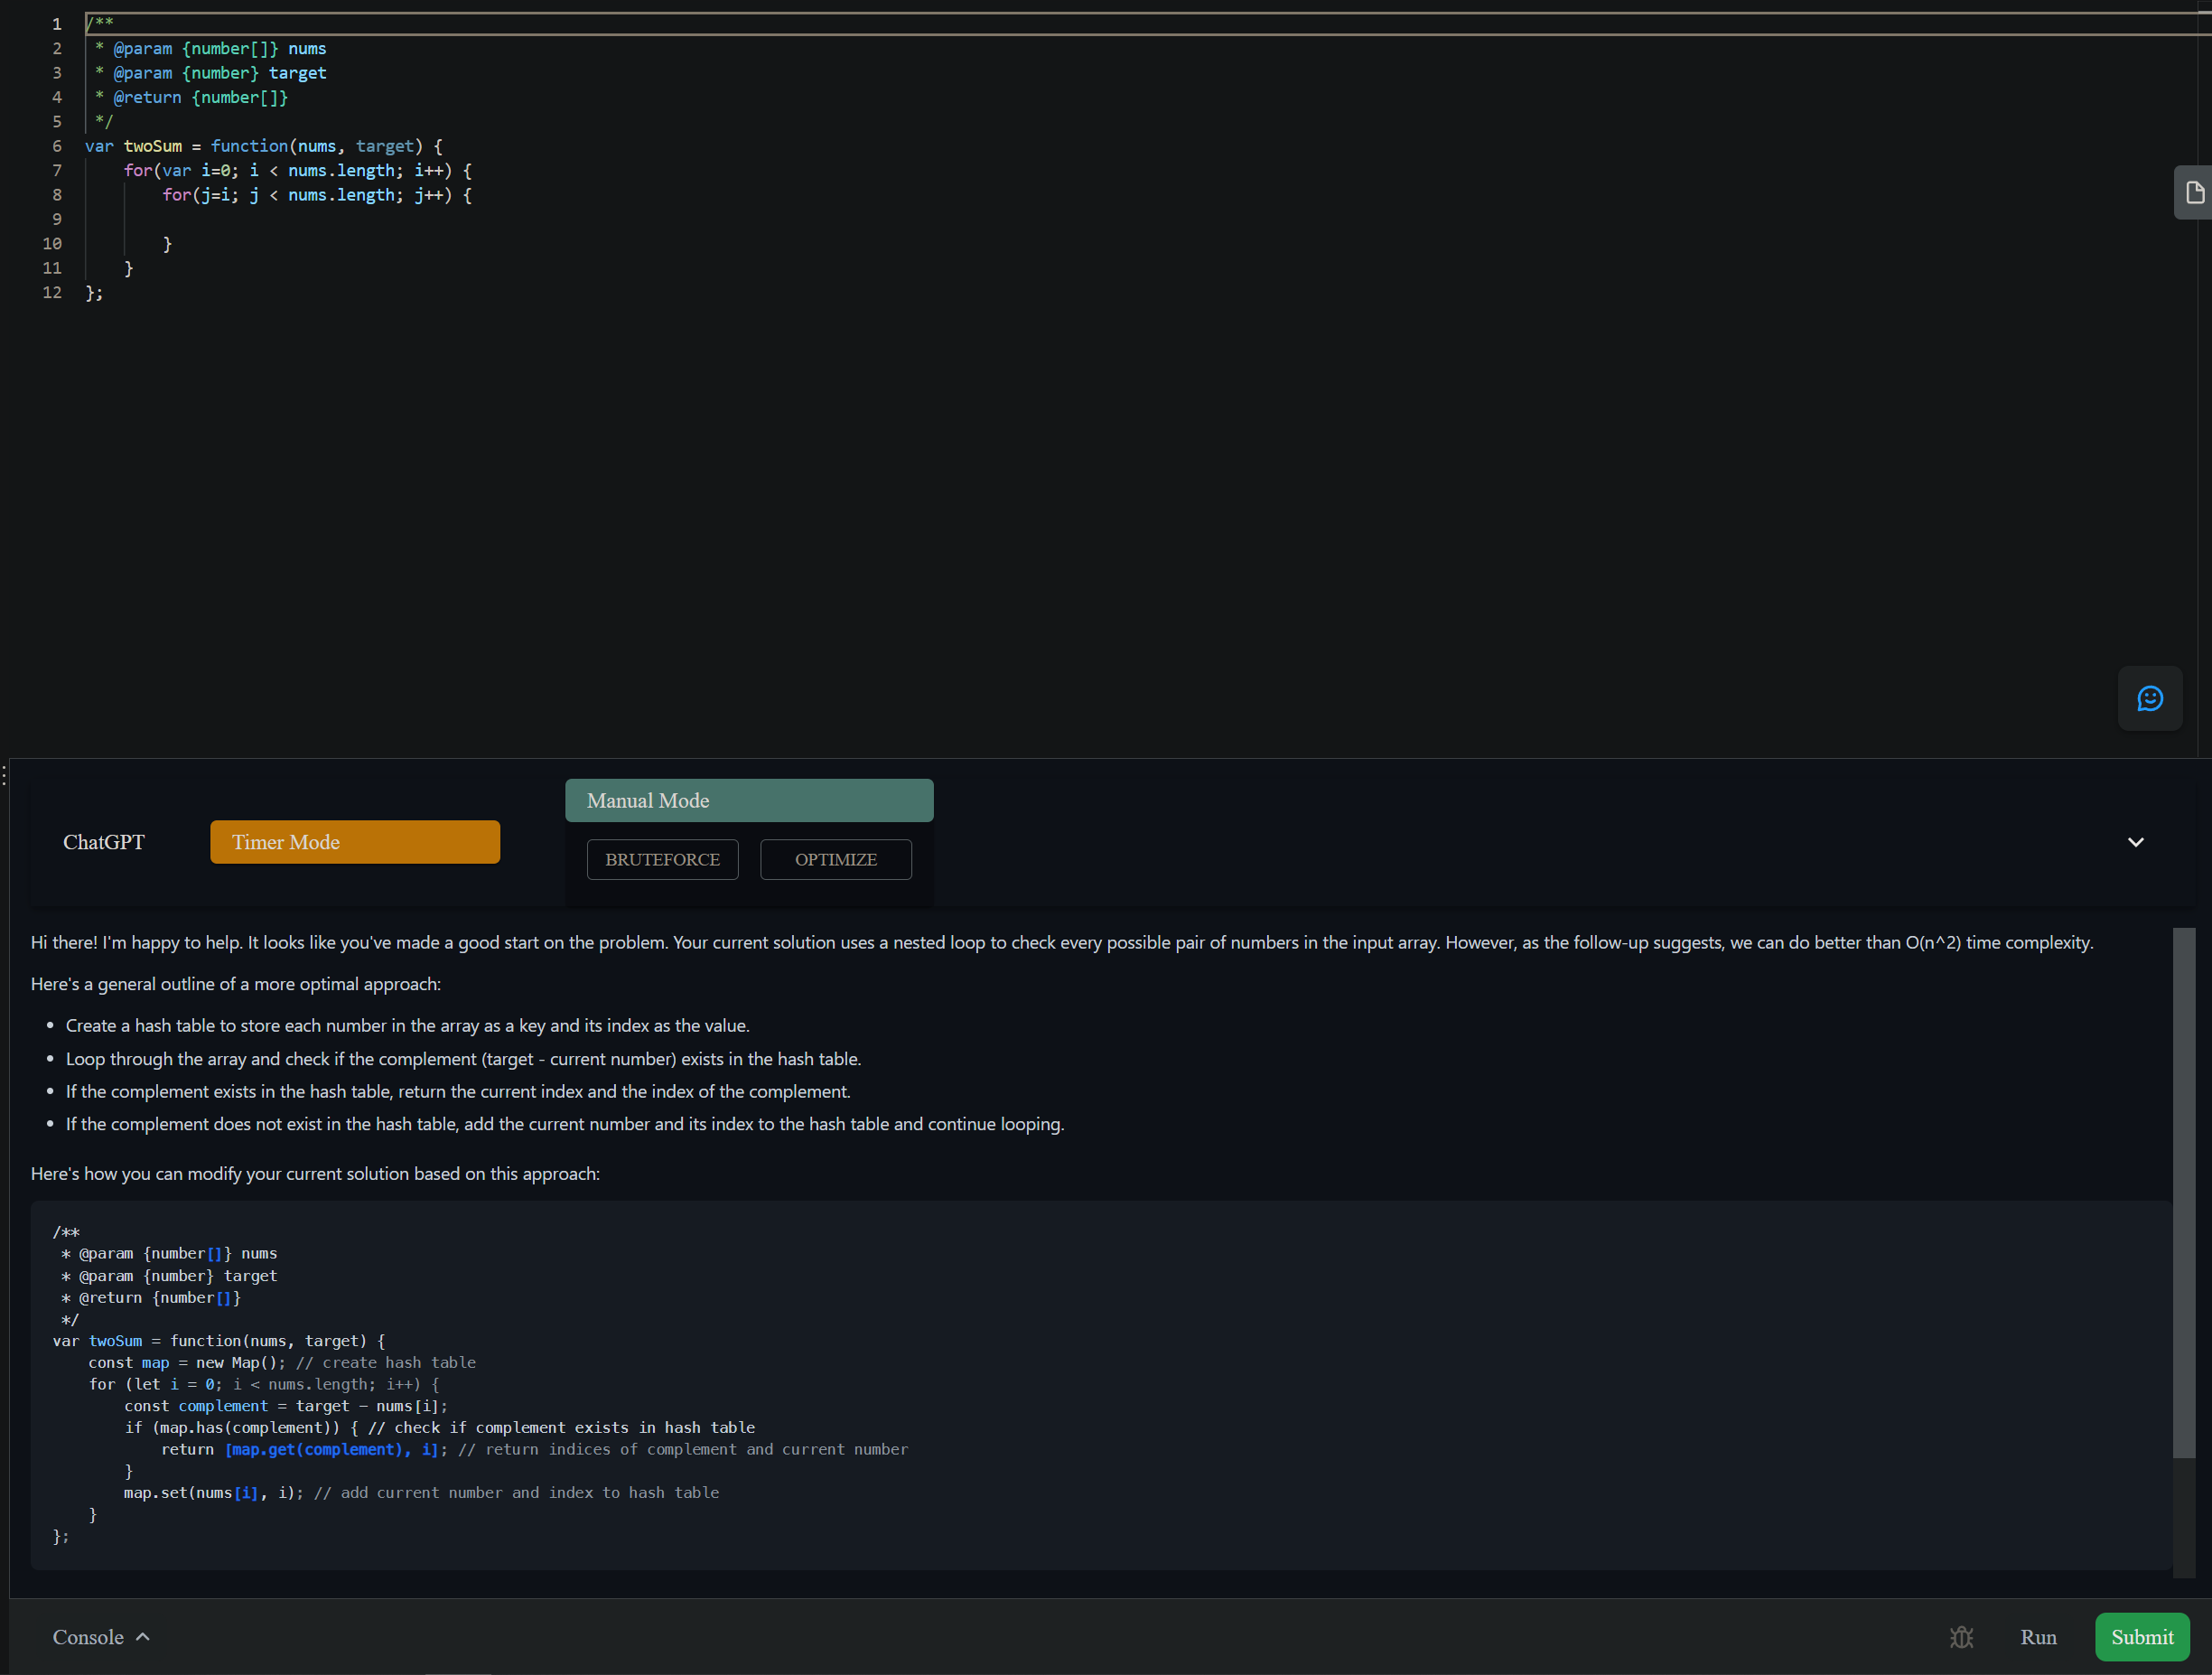 1 /**
2  * @param {number[]} nums
3  * @param {number} target
4  * @return {number[]}
5  */
6 var twoSum = function(nums, target) {
7     for(var i=0; i < nums.length; i++) {
8         for(j=i; j < nums.length; j++) {
9
10         }
11     }
12 };
ChatGPT
Timer Mode
Manual Mode
BRUTEFORCE
OPTIMIZE
Hi there! I'm happy to help. It looks like you've made a good start on the problem. Your current solution uses a nested loop to check every possible pair of numbers in the input array. However, as the follow-up suggests, we can do better than O(n^2) time complexity.
Here's a general outline of a more optimal approach:
• Create a hash table to store each number in the array as a key and its index as the value.
• Loop through the array and check if the complement (target - current number) exists in the hash table.
• If the complement exists in the hash table, return the current index and the index of the complement.
• If the complement does not exist in the hash table, add the current number and its index to the hash table and continue looping.
Here's how you can modify your current solution based on this approach:
/**
 * @param {number[]} nums
 * @param {number} target
 * @return {number[]}
 */
var twoSum = function(nums, target) {
    const map = new Map(); // create hash table
    for (let i = 0; i < nums.length; i++) {
        const complement = target - nums[i];
        if (map.has(complement)) { // check if complement exists in hash table
            return [map.get(complement), i]; // return indices of complement and current number
        }
        map.set(nums[i], i); // add current number and index to hash table
    }
};
Console
Run
Submit